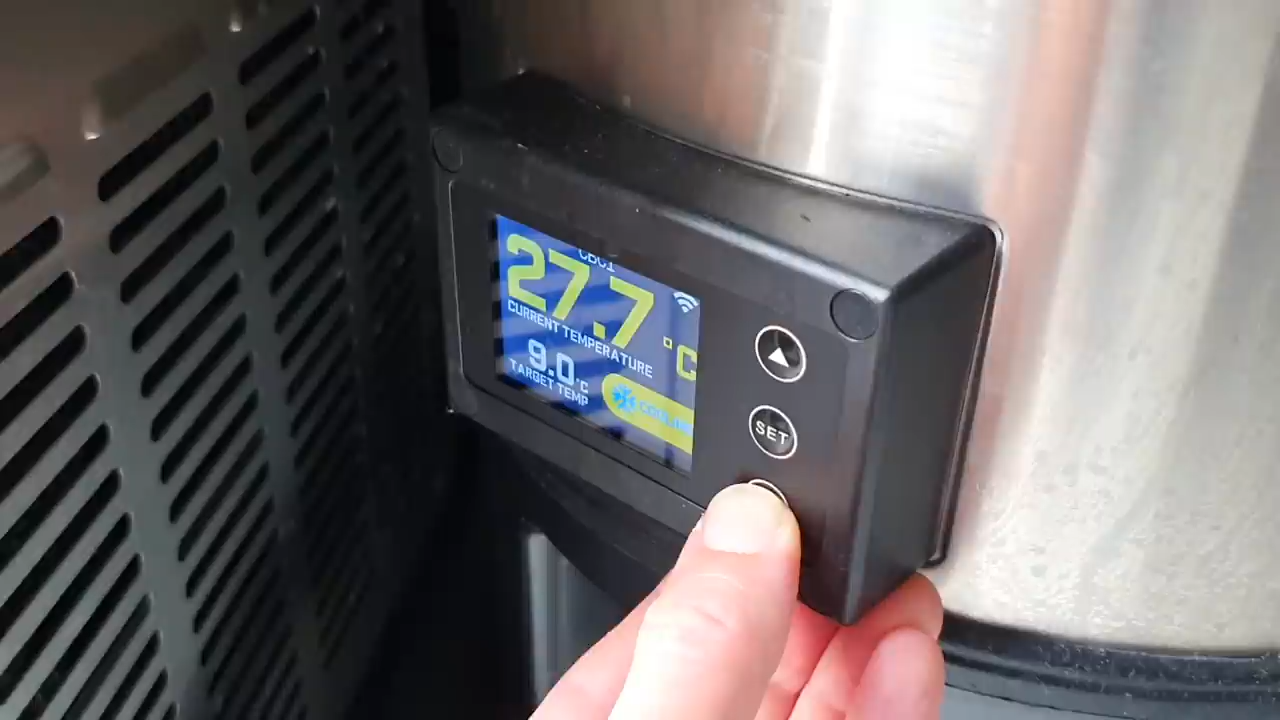 27.7 °C
CURRENT TEMPERATURE
9.0°C
TARGET TEMP
SET